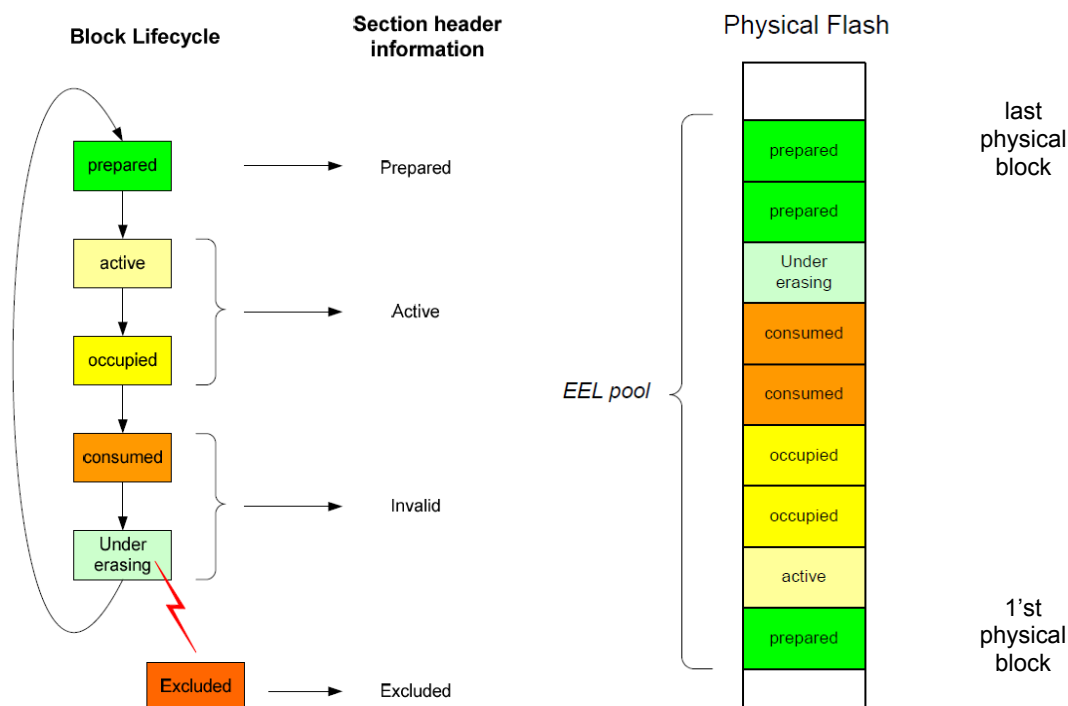 Block Lifecycle
Section header
information
prepared
Prepared
active
Active
occupied
consumed
Invalid
Under
erasing
Excluded
Excluded
Physical Flash
last
physical
block
prepared
prepared
Under
erasing
consumed
EEL pool
consumed
occupied
occupied
active
prepared
1'st
physical
block